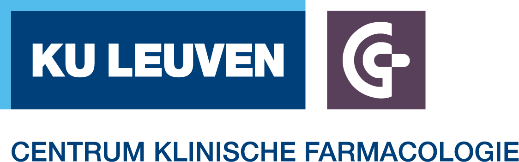 KU LEUVEN
CENTRUM KLINISCHE FARMACOLOGIE